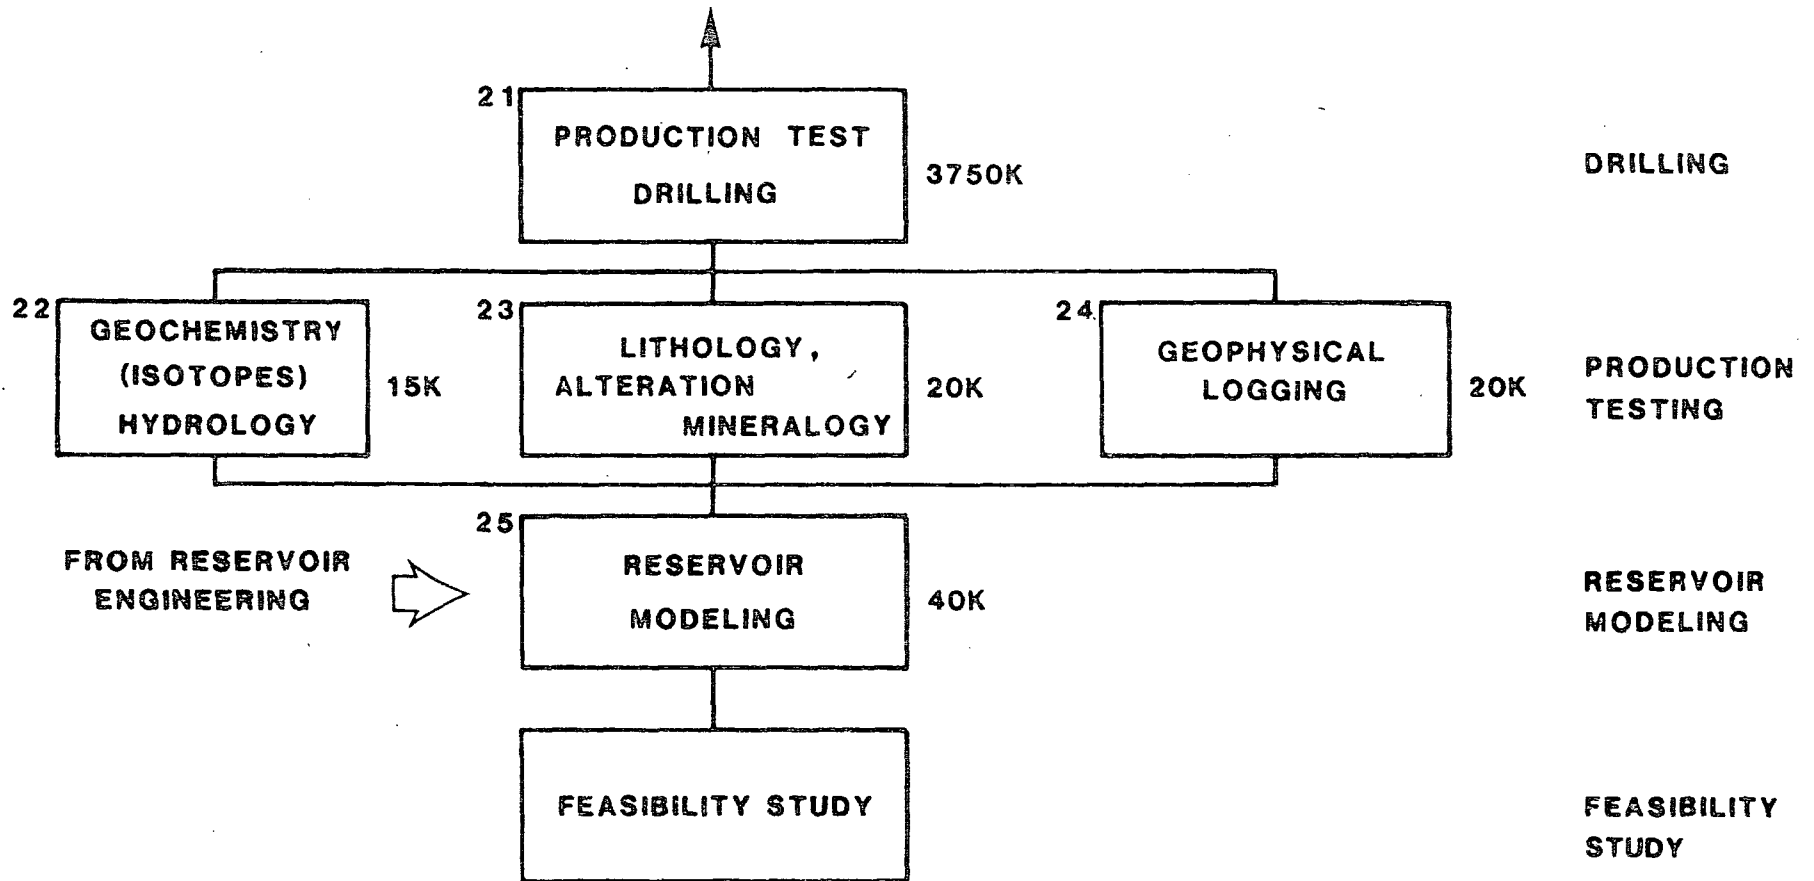 21
PRODUCTION TEST
DRILLING
3750K
DRILLING
22
GEOCHEMISTRY
(ISOTOPES)
HYDROLOGY
15K
23
LITHOLOGY,
ALTERATION
MINERALOGY
20K
24
GEOPHYSICAL
LOGGING
20K
PRODUCTION
TESTING
FROM RESERVOIR
ENGINEERING
25
RESERVOIR
MODELING
40K
RESERVOIR
MODELING
FEASIBILITY STUDY
FEASIBILITY
STUDY